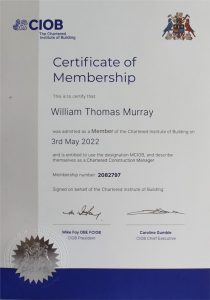 CIOB
The Chartered
Institute of Building
Certificate of
Membership
This is to certify that
William Thomas Murray
was admitted as a Member of the Chartered Institute of Building on
3rd May 2022
and is entitled to use the designation MCIOB, and describe
themselves as a Chartered Construction Manager
Membership number: 2082797
Signed on behalf of the Chartered Institute of Building
Mike Foy OBE FCIOB
CIOB President
Caroline Gumble
CIOB Chief Executive